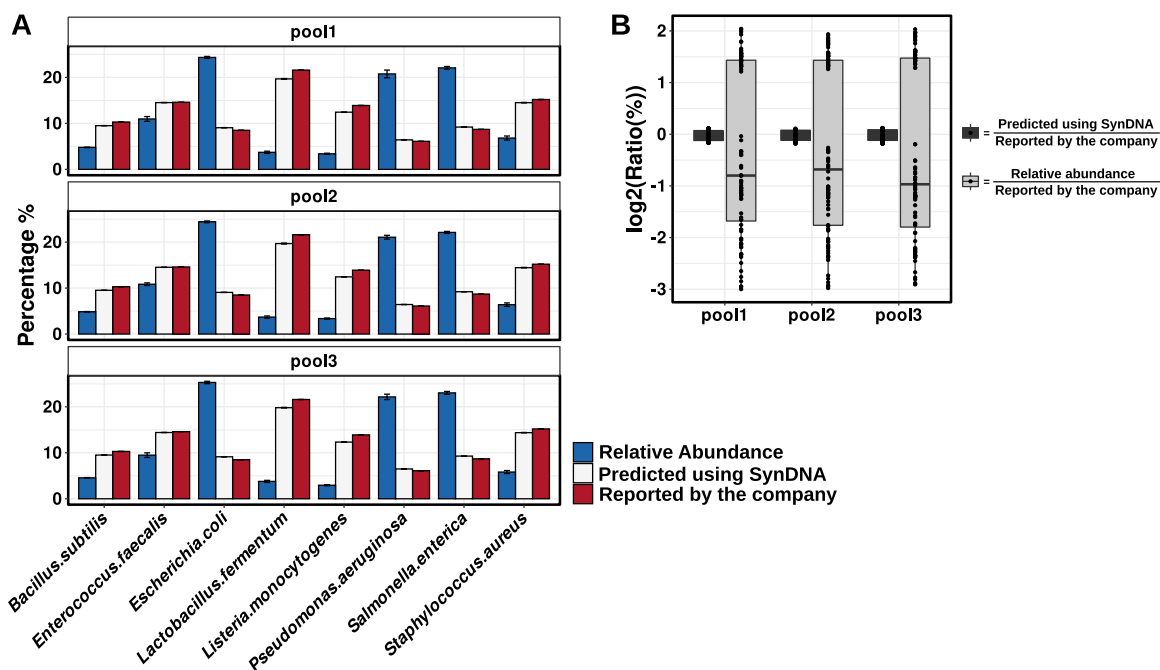 A
pool1
20
10
0
pool2
20
10
0
pool3
20
10
0
Percentage %
Bacillus.subtilis
Enterococcus.faecalis
Escherichia.coli
Lactobacillus.fermentum
Listeria.monocytogenes
Pseudomonas.aeruginosa
Salmonella.enterica
Staphylococcus.aureus
Relative Abundance
Predicted using SynDNA
Reported by the company
B
log2(Ratio(%))
2
1
0
-1
-2
-3
pool1 pool2 pool3
= Predicted using SynDNA
Reported by the company
= Relative abundance
Reported by the company